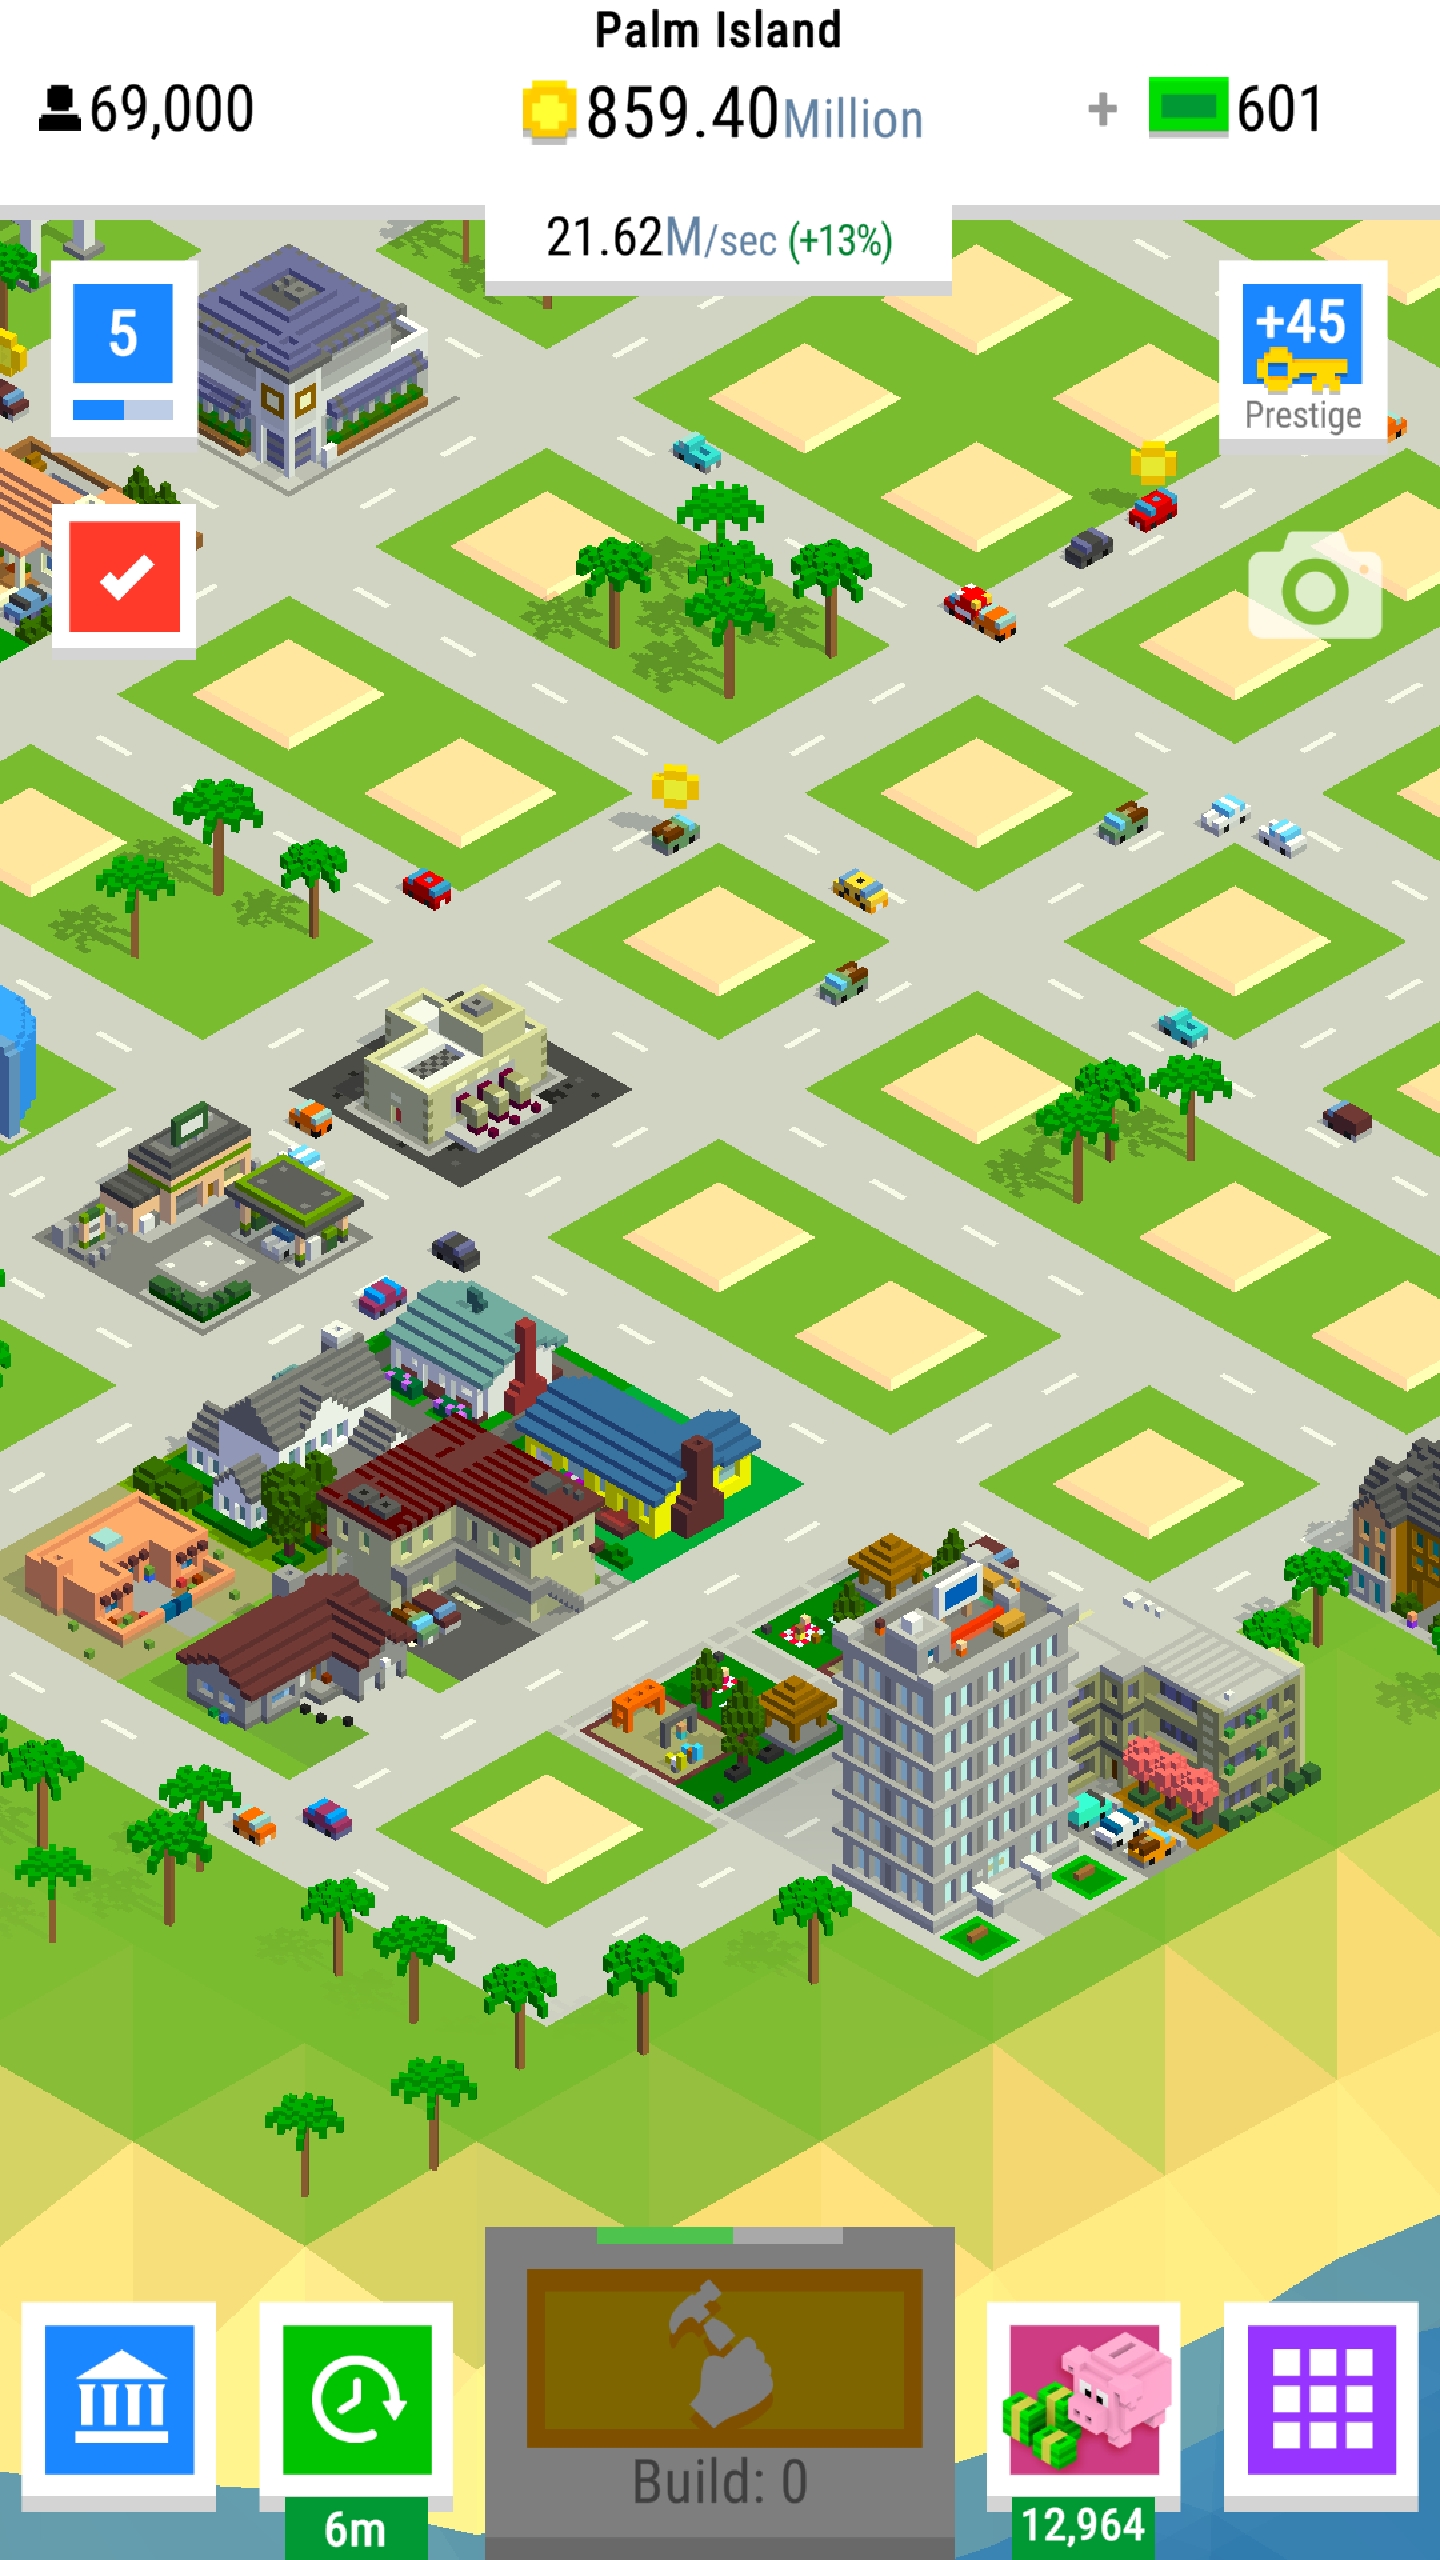 Palm Island
69,000
859.40Million
+ 601
21.62M/sec (+13%)
5
+45
Prestige
Build: 0
6m
12,964